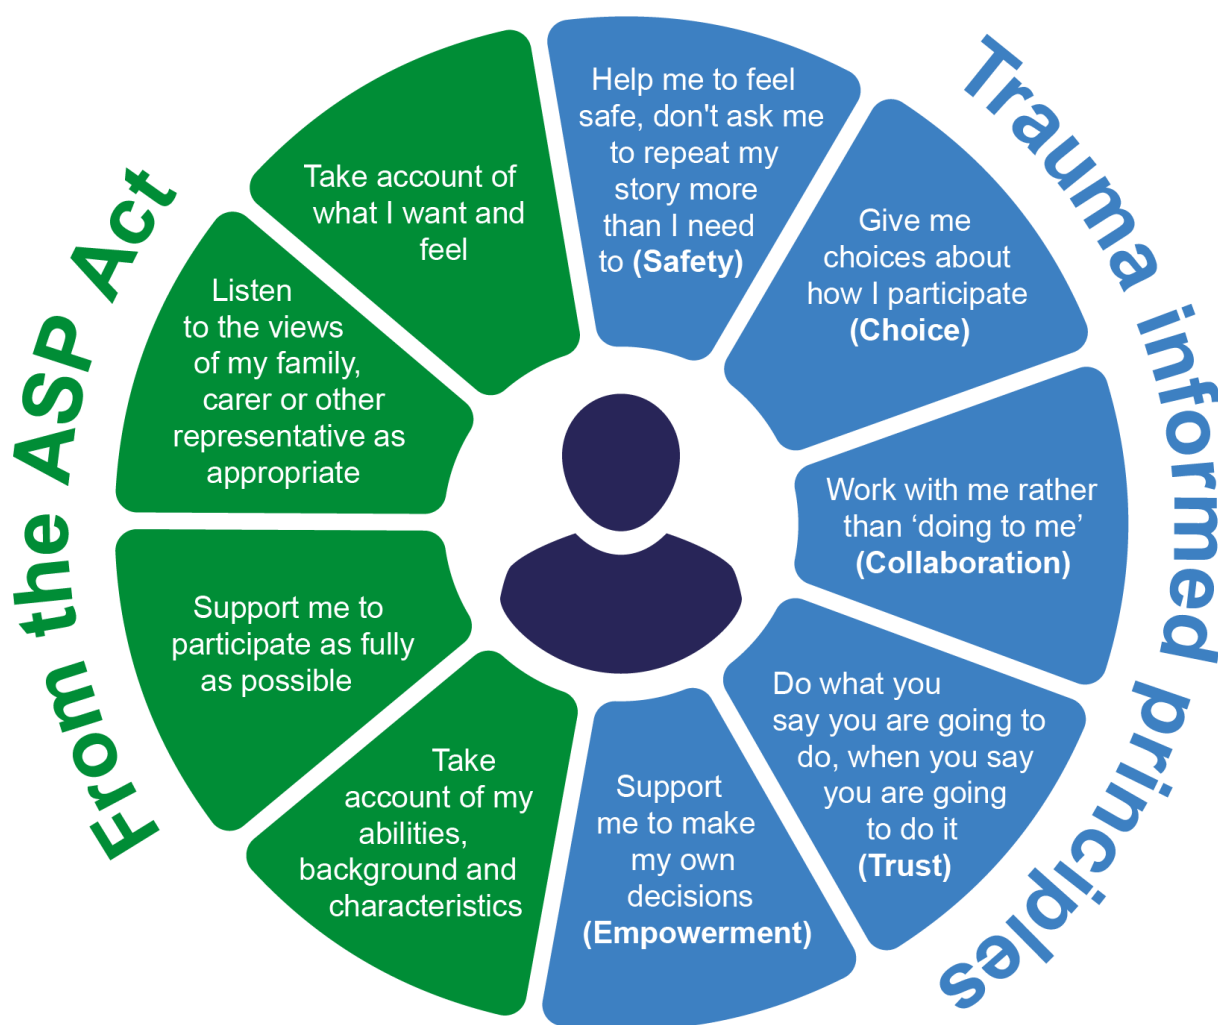 From the ASP Act
Take account of
what I want and
feel
Listen
to the views
of my family,
carer or other
representative as
appropriate
Support me to
participate as fully
as possible
Take
account of my
abilities,
background and
characteristics
Trauma informed principles
Help me to feel
safe, don't ask me
to repeat my
story more
than I need
to (Safety)
Give me
choices about
how I participate
(Choice)
Work with me rather
than ‘doing to me’
(Collaboration)
Do what you
say you are going to
do, when you say
you are going
to do it
(Trust)
Support
me to make
my own
decisions
(Empowerment)